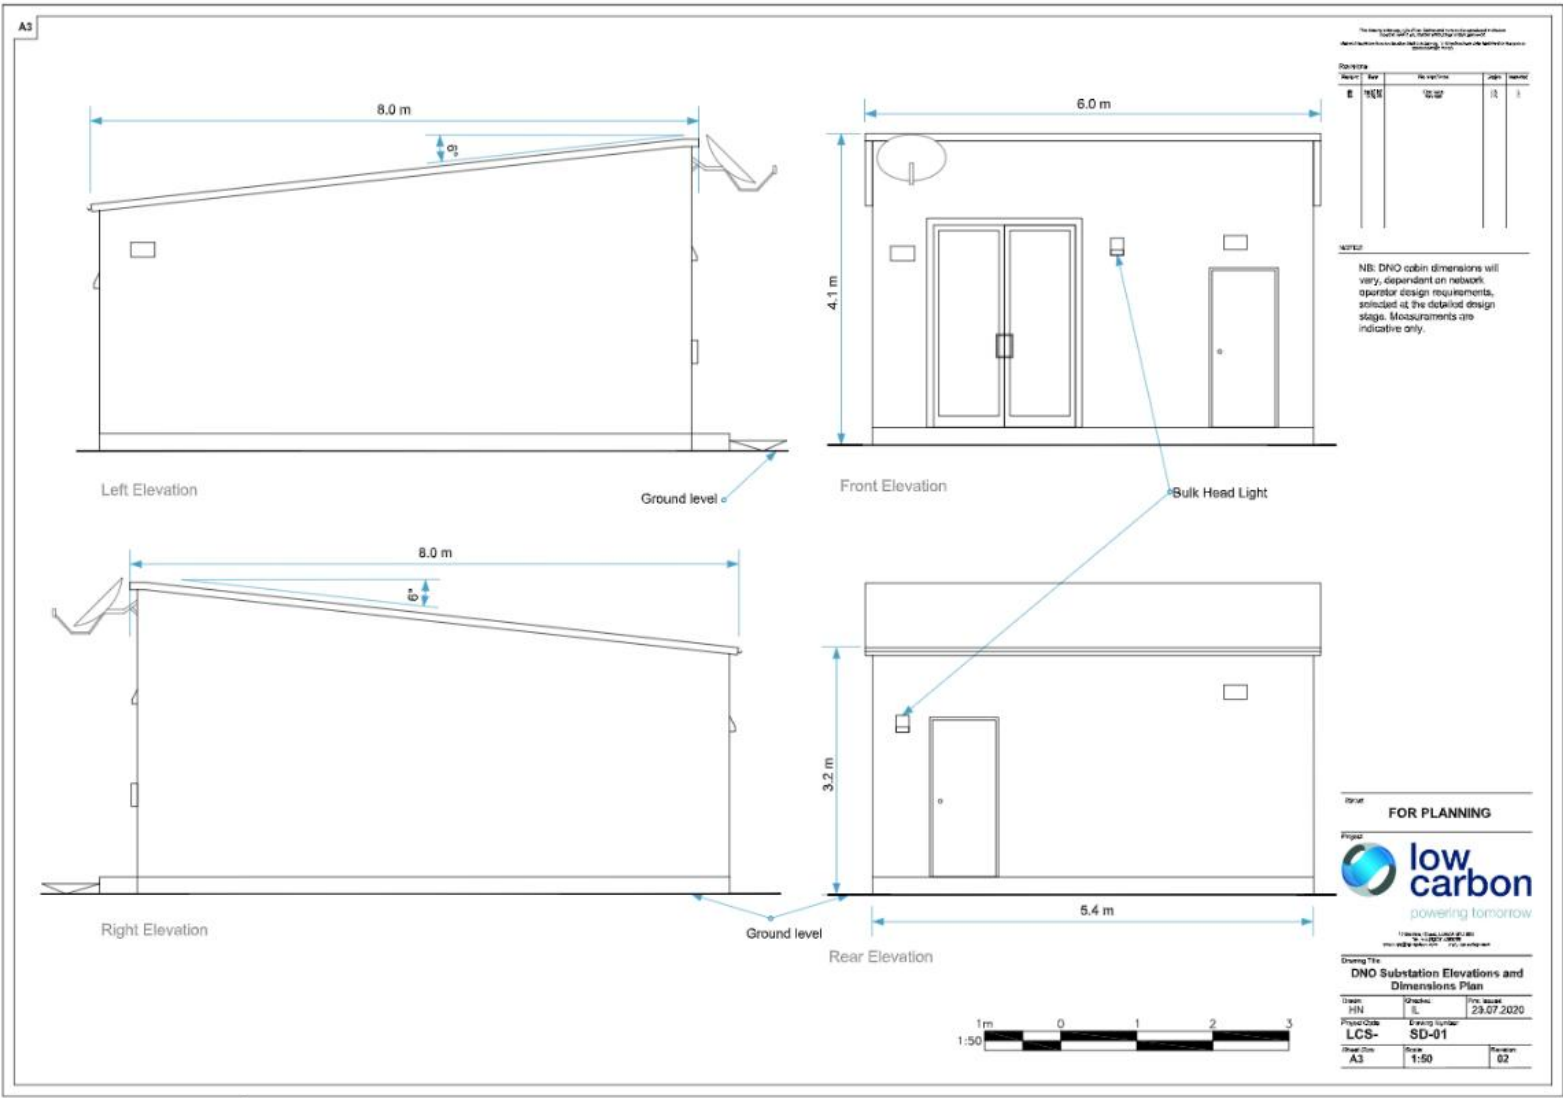 A3
8.0 m
6°
Left Elevation
Ground level
6.0 m
4.1 m
Front Elevation
Bulk Head Light
8.0 m
6°
Right Elevation
Ground level
3.2 m
5.4 m
Rear Elevation
1m 0 1 2 3
1:50
Revisions
NOTES
NB: DNO cabin dimensions will
vary, dependant on network
operator design requirements,
selected at the detailed design
stage. Measurements are
indicative only.
FOR PLANNING
Project
low
carbon
powering tomorrow
Drawing Title
DNO Substation Elevations and
Dimensions Plan
Drawn Checked First Issued
HN IL 23.07.2020
Project Code Drawing Number
LCS- SD-01
Sheet Size Scale Revision
A3 1:50 02